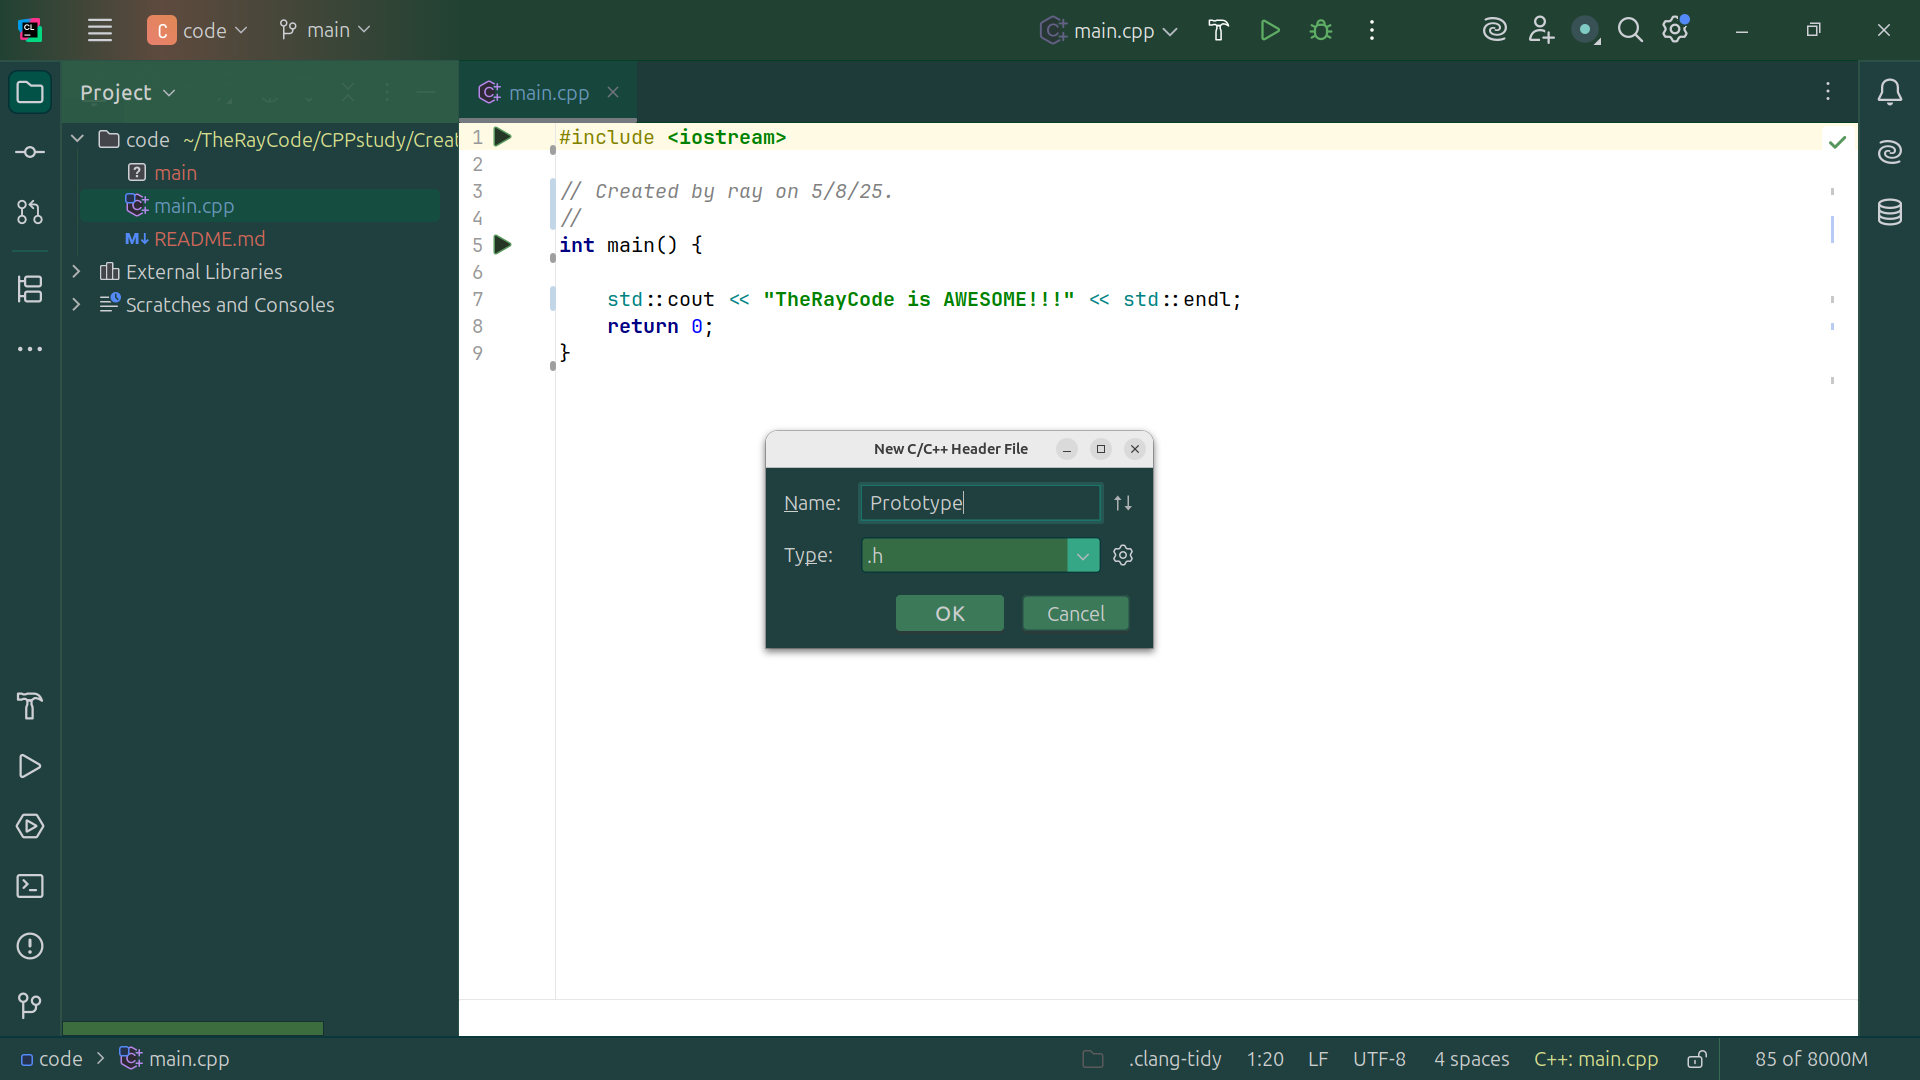 CL C code main main.cpp
Project
main.cpp
code ~/TheRayCode/CPPstudy/Creat
main
main.cpp
M↓ README.md
External Libraries
Scratches and Consoles
1 #include <iostream>
2
3 // Created by ray on 5/8/25.
4 //
5 int main() {
6
7 std::cout << "TheRayCode is AWESOME!!!" << std::endl;
8 return 0;
9 }
New C/C++ Header File
Name: Prototype
Type: .h
OK Cancel
code > main.cpp .clang-tidy 1:20 LF UTF-8 4 spaces C++: main.cpp 85 of 8000M